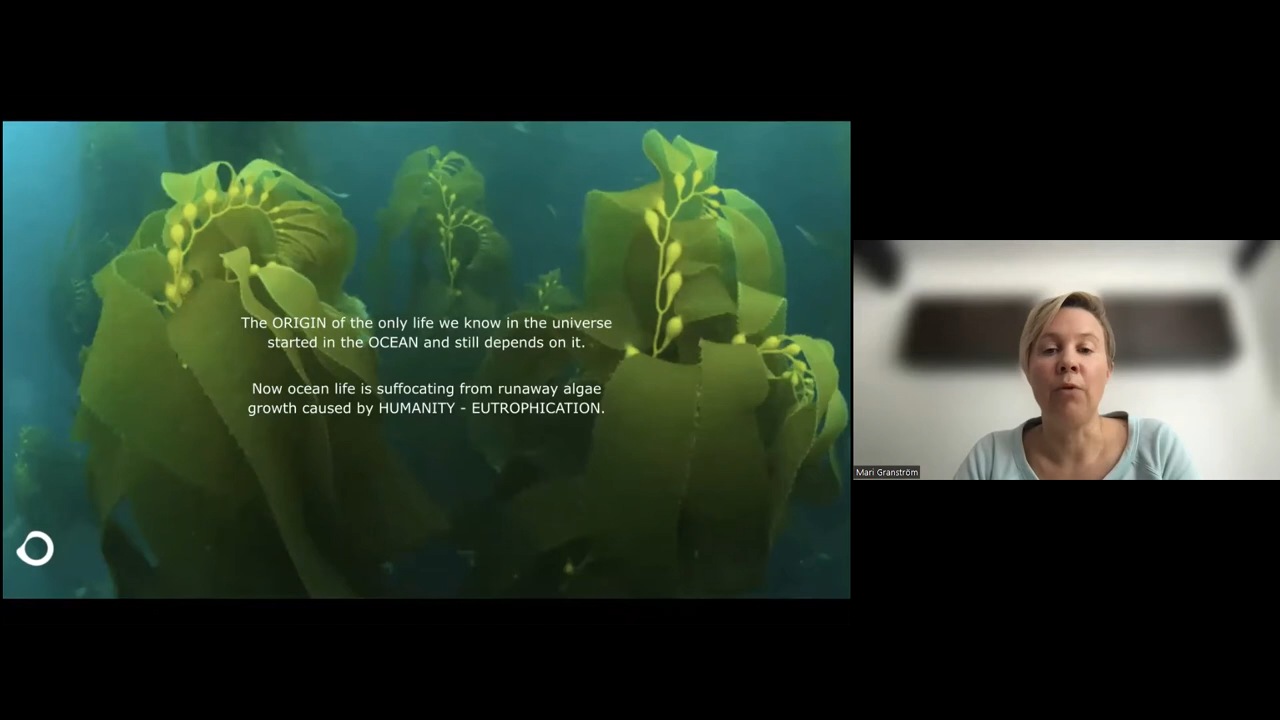 The ORIGIN of the only life we know in the universe
started in the OCEAN and still depends on it.
Now ocean life is suffocating from runaway algae
growth caused by HUMANITY - EUTROPHICATION.
Mari Granström